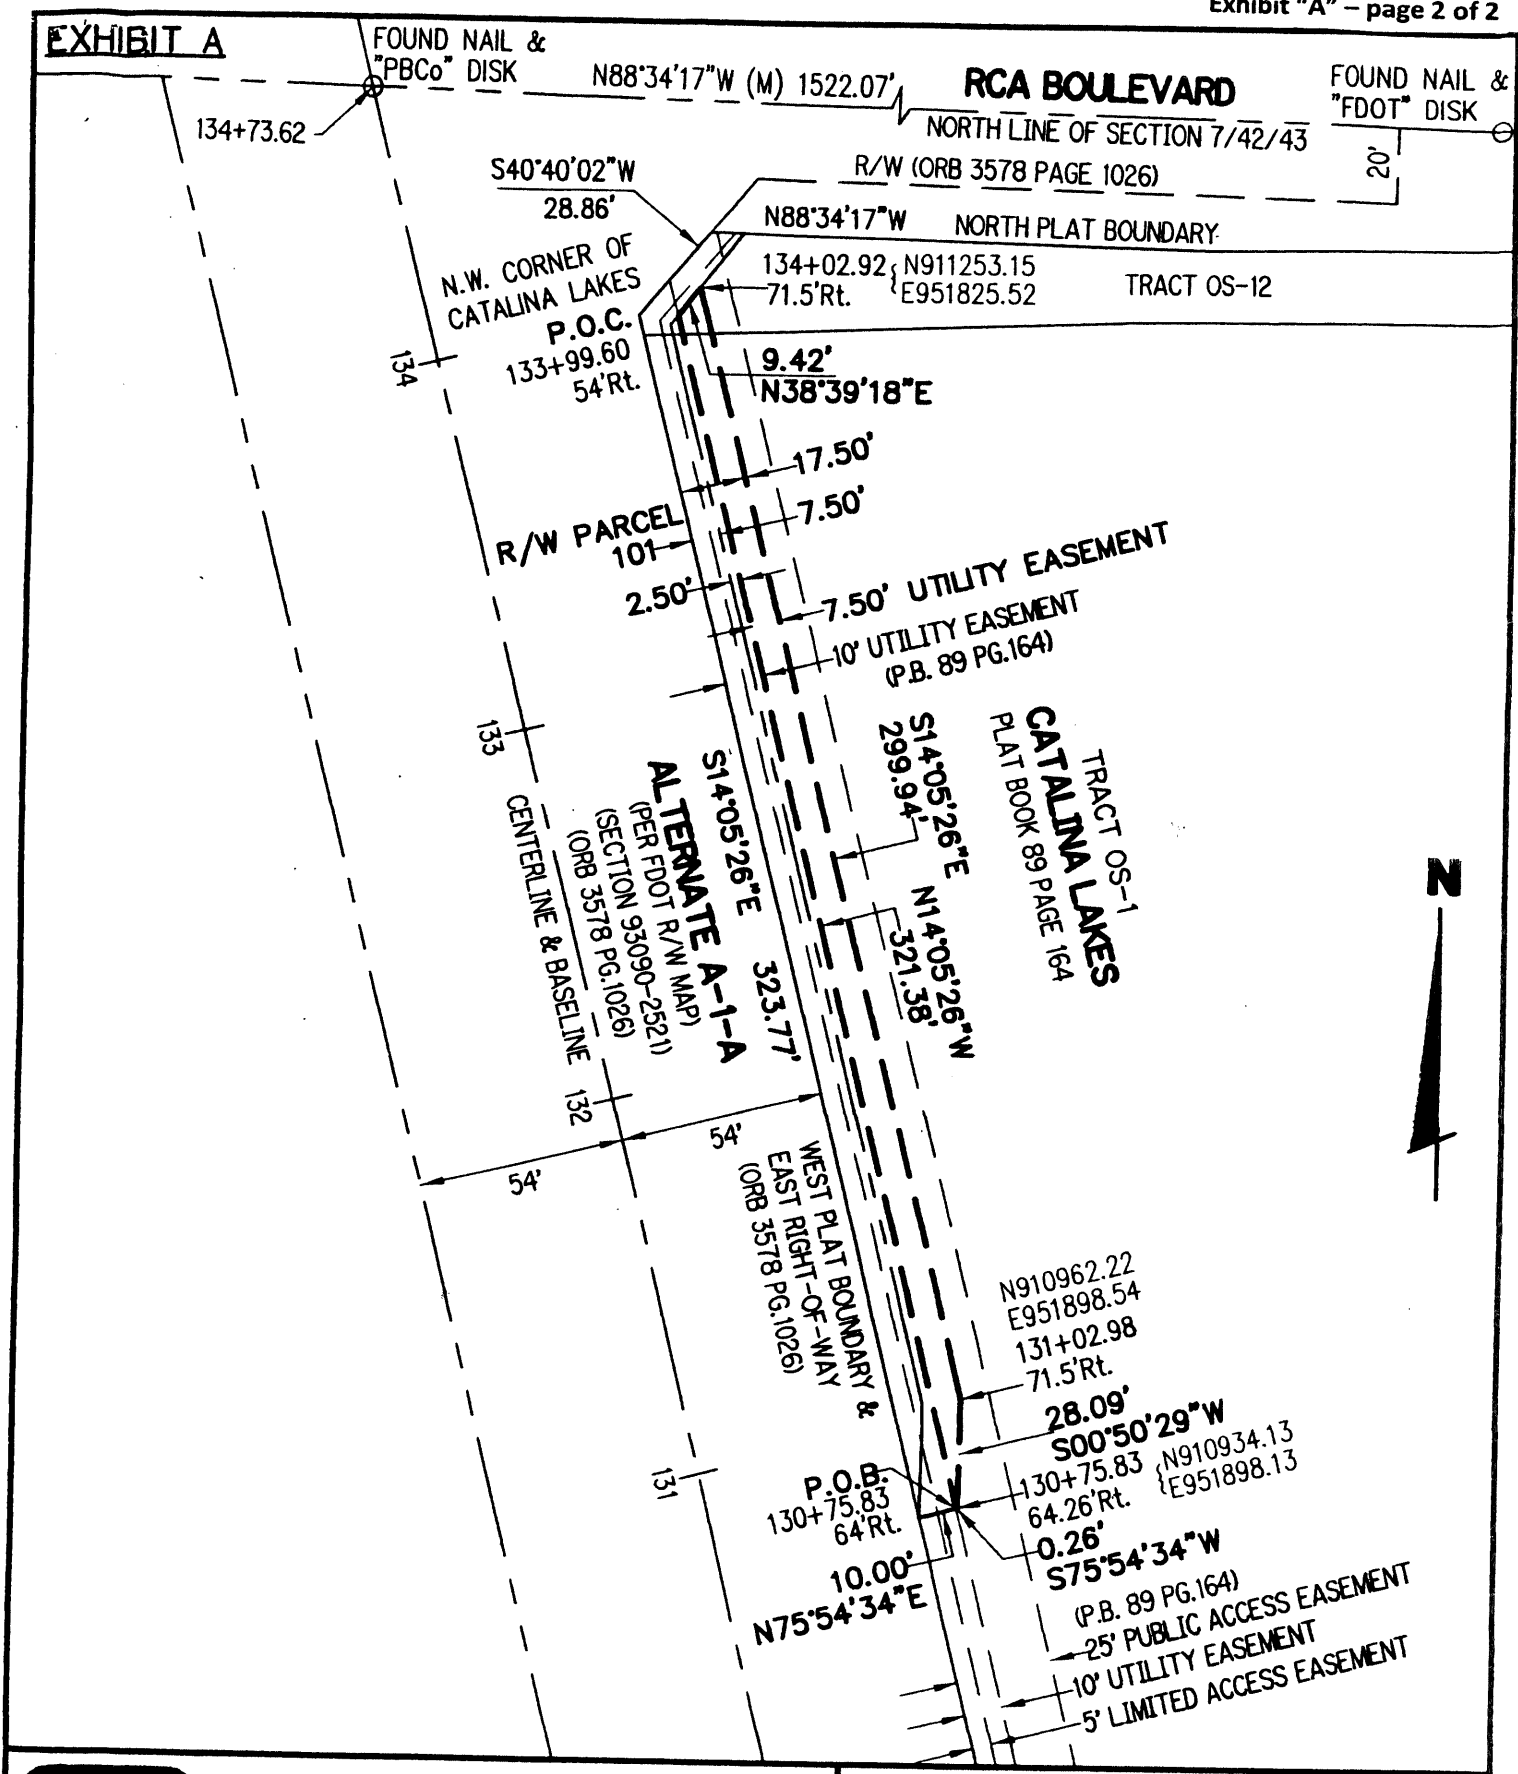 Exhibit "A" – page 2 of 2
EXHIBIT A
FOUND NAIL &
"PBCo" DISK
N88°34'17"W (M) 1522.07'
RCA BOULEVARD
FOUND NAIL &
"FDOT" DISK
134+73.62
NORTH LINE OF SECTION 7/42/43
20'
S40°40'02"W
28.86'
R/W (ORB 3578 PAGE 1026)
N88°34'17"W
NORTH PLAT BOUNDARY
N.W. CORNER OF
CATALINA LAKES
P.O.C.
133+99.60
54'Rt.
134+02.92
71.5'Rt.
N911253.15
E951825.52
TRACT OS-12
134
9.42'
N38°39'18"E
17.50'
7.50'
R/W PARCEL
101
2.50'
7.50' UTILITY EASEMENT
10' UTILITY EASEMENT
(P.B. 89 PG.164)
133
S14°05'26"E
299.94'
TRACT OS-1
CATALINA LAKES
PLAT BOOK 89 PAGE 164
N
S14°05'26"E 323.77'
ALTERNATE A-1-A
(PER FDOT R/W MAP)
(SECTION 93090-2521)
(ORB 3578 PG.1026)
CENTERLINE & BASELINE
N14°05'26"W
321.38'
132
54'
54'
WEST PLAT BOUNDARY &
EAST RIGHT-OF-WAY
(ORB 3578 PG.1026)
N910962.22
E951898.54
131+02.98
71.5'Rt.
28.09'
S00°50'29"W
131
P.O.B.
130+75.83
64'Rt.
130+75.83
64.26'Rt.
N910934.13
E951898.13
0.26'
S75°54'34"W
10.00'
N75°54'34"E
(P.B. 89 PG.164)
25' PUBLIC ACCESS EASEMENT
10' UTILITY EASEMENT
5' LIMITED ACCESS EASEMENT